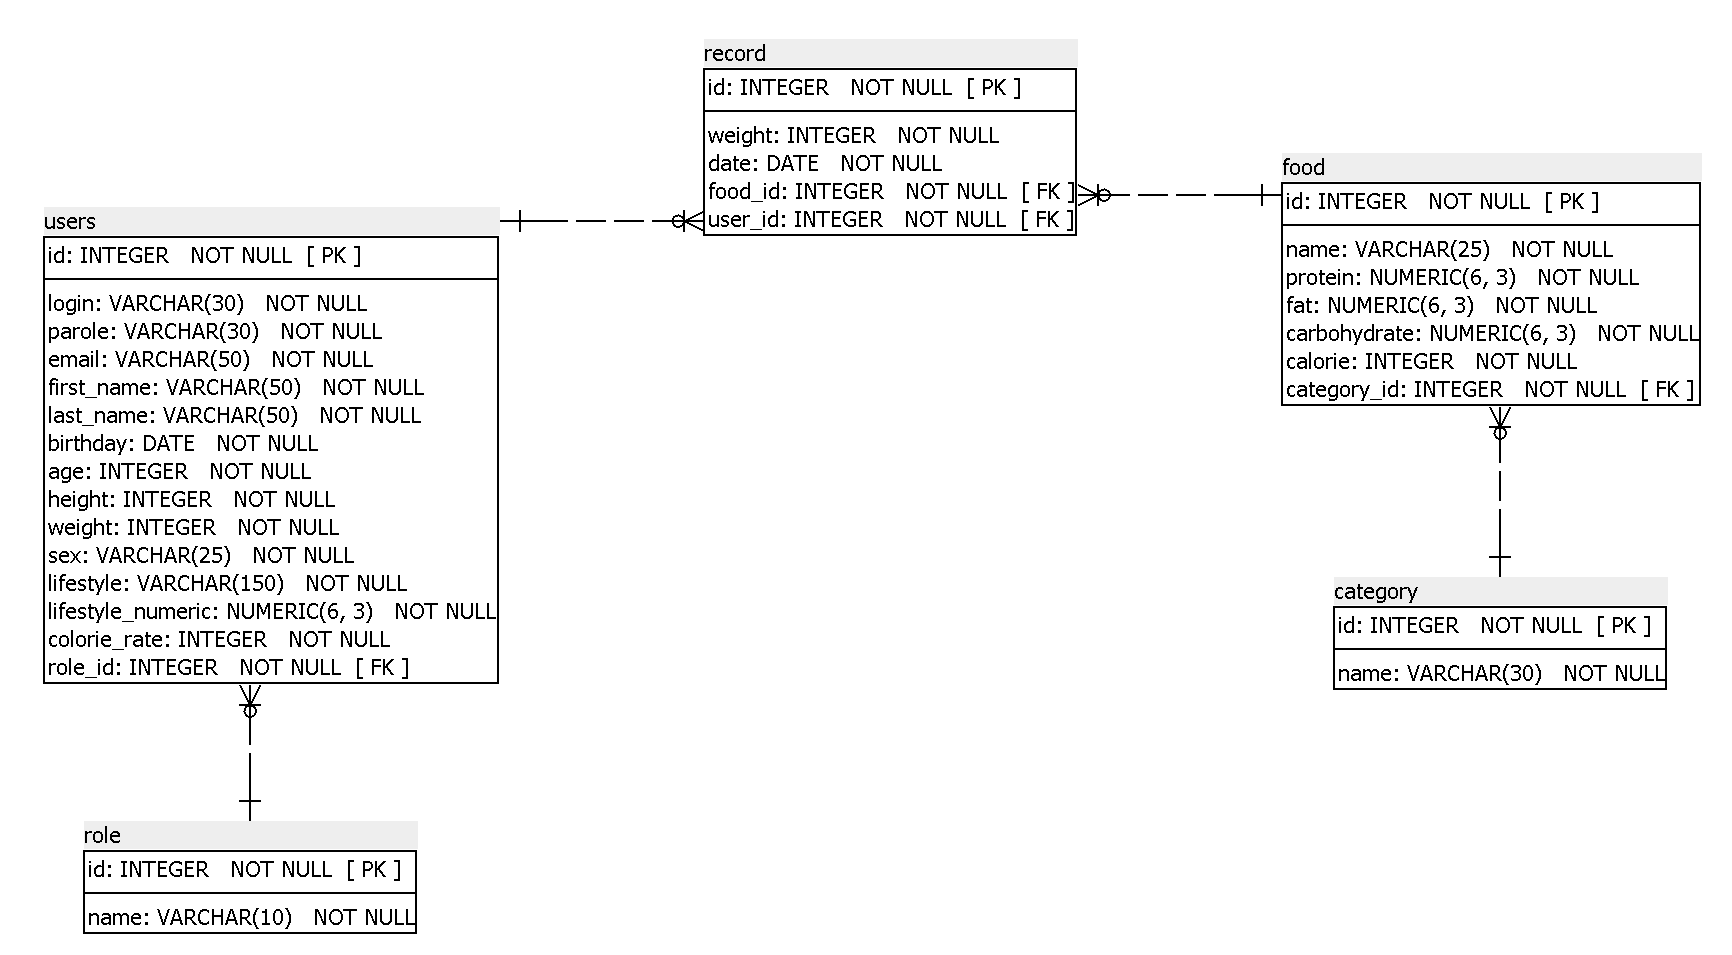 record
id: INTEGER NOT NULL [ PK ]
weight: INTEGER NOT NULL
date: DATE NOT NULL
food_id: INTEGER NOT NULL [ FK ]
user_id: INTEGER NOT NULL [ FK ]
food
id: INTEGER NOT NULL [ PK ]
name: VARCHAR(25) NOT NULL
protein: NUMERIC(6, 3) NOT NULL
fat: NUMERIC(6, 3) NOT NULL
carbohydrate: NUMERIC(6, 3) NOT NULL
calorie: INTEGER NOT NULL
category_id: INTEGER NOT NULL [ FK ]
users
id: INTEGER NOT NULL [ PK ]
login: VARCHAR(30) NOT NULL
parole: VARCHAR(30) NOT NULL
email: VARCHAR(50) NOT NULL
first_name: VARCHAR(50) NOT NULL
last_name: VARCHAR(50) NOT NULL
birthday: DATE NOT NULL
age: INTEGER NOT NULL
height: INTEGER NOT NULL
weight: INTEGER NOT NULL
sex: VARCHAR(25) NOT NULL
lifestyle: VARCHAR(150) NOT NULL
lifestyle_numeric: NUMERIC(6, 3) NOT NULL
colorie_rate: INTEGER NOT NULL
role_id: INTEGER NOT NULL [ FK ]
category
id: INTEGER NOT NULL [ PK ]
name: VARCHAR(30) NOT NULL
role
id: INTEGER NOT NULL [ PK ]
name: VARCHAR(10) NOT NULL